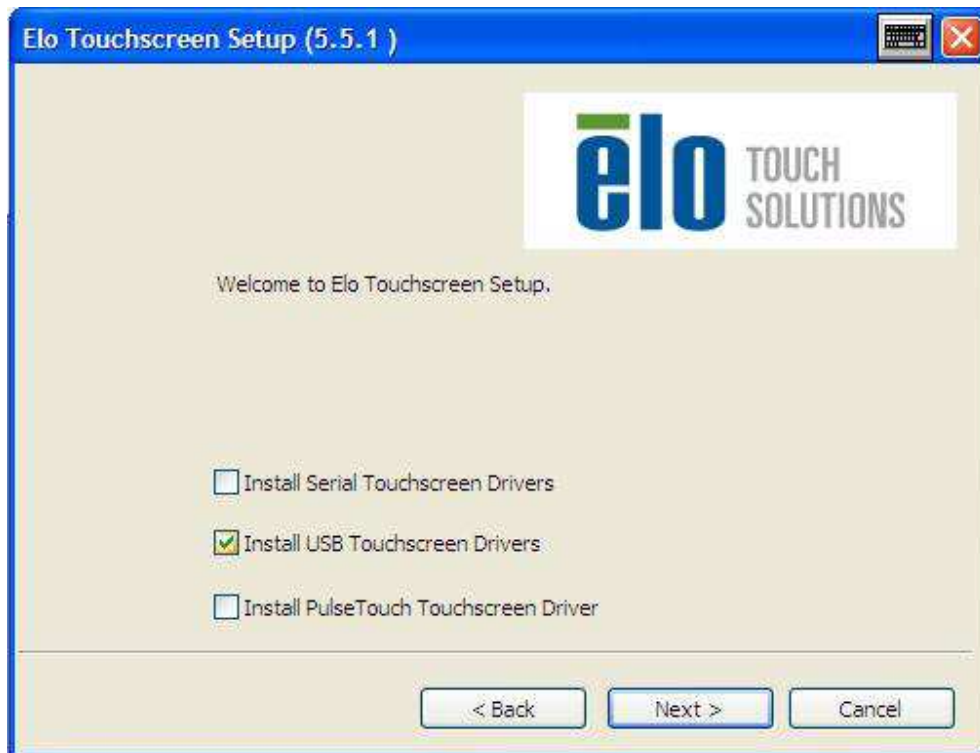 Elo Touchscreen Setup (5.5.1 )
ēlo TOUCH
SOLUTIONS
Welcome to Elo Touchscreen Setup.
Install Serial Touchscreen Drivers
Install USB Touchscreen Drivers
Install PulseTouch Touchscreen Driver
< Back Next > Cancel